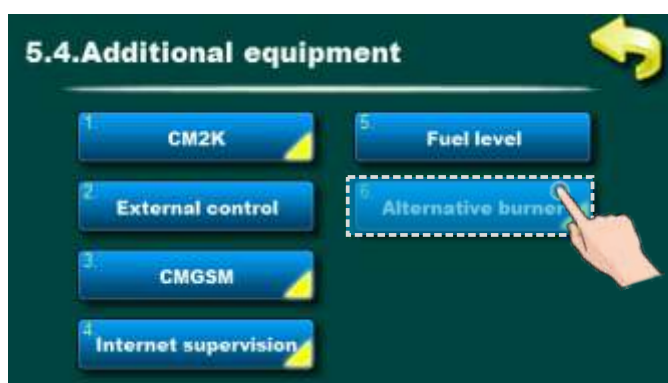 5.4.Additional equipment
1.
CM2K
2.
External control
3.
CMGSM
4.
Internet supervision
5.
Fuel level
6.
Alternative burner